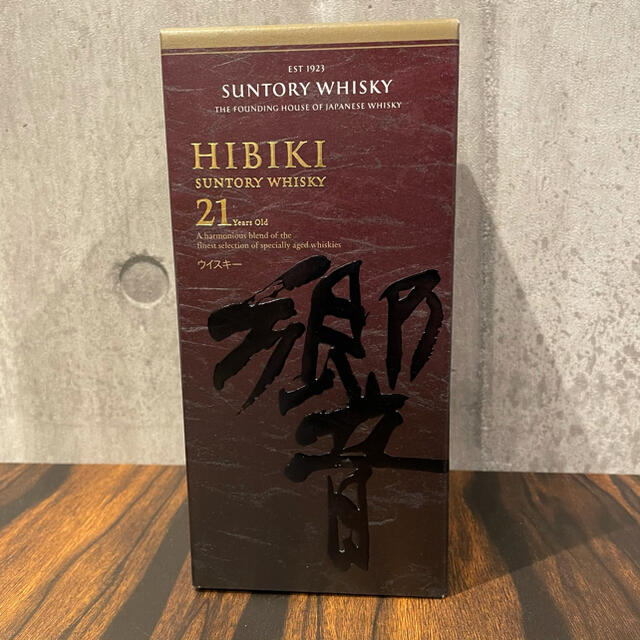 EST 1923
SUNTORY WHISKY
THE FOUNDING HOUSE OF JAPANESE WHISKY
HIBIKI
SUNTORY WHISKY
21 Years Old
A harmonious blend of the
finest selection of specially aged whiskies
ウイスキー
響